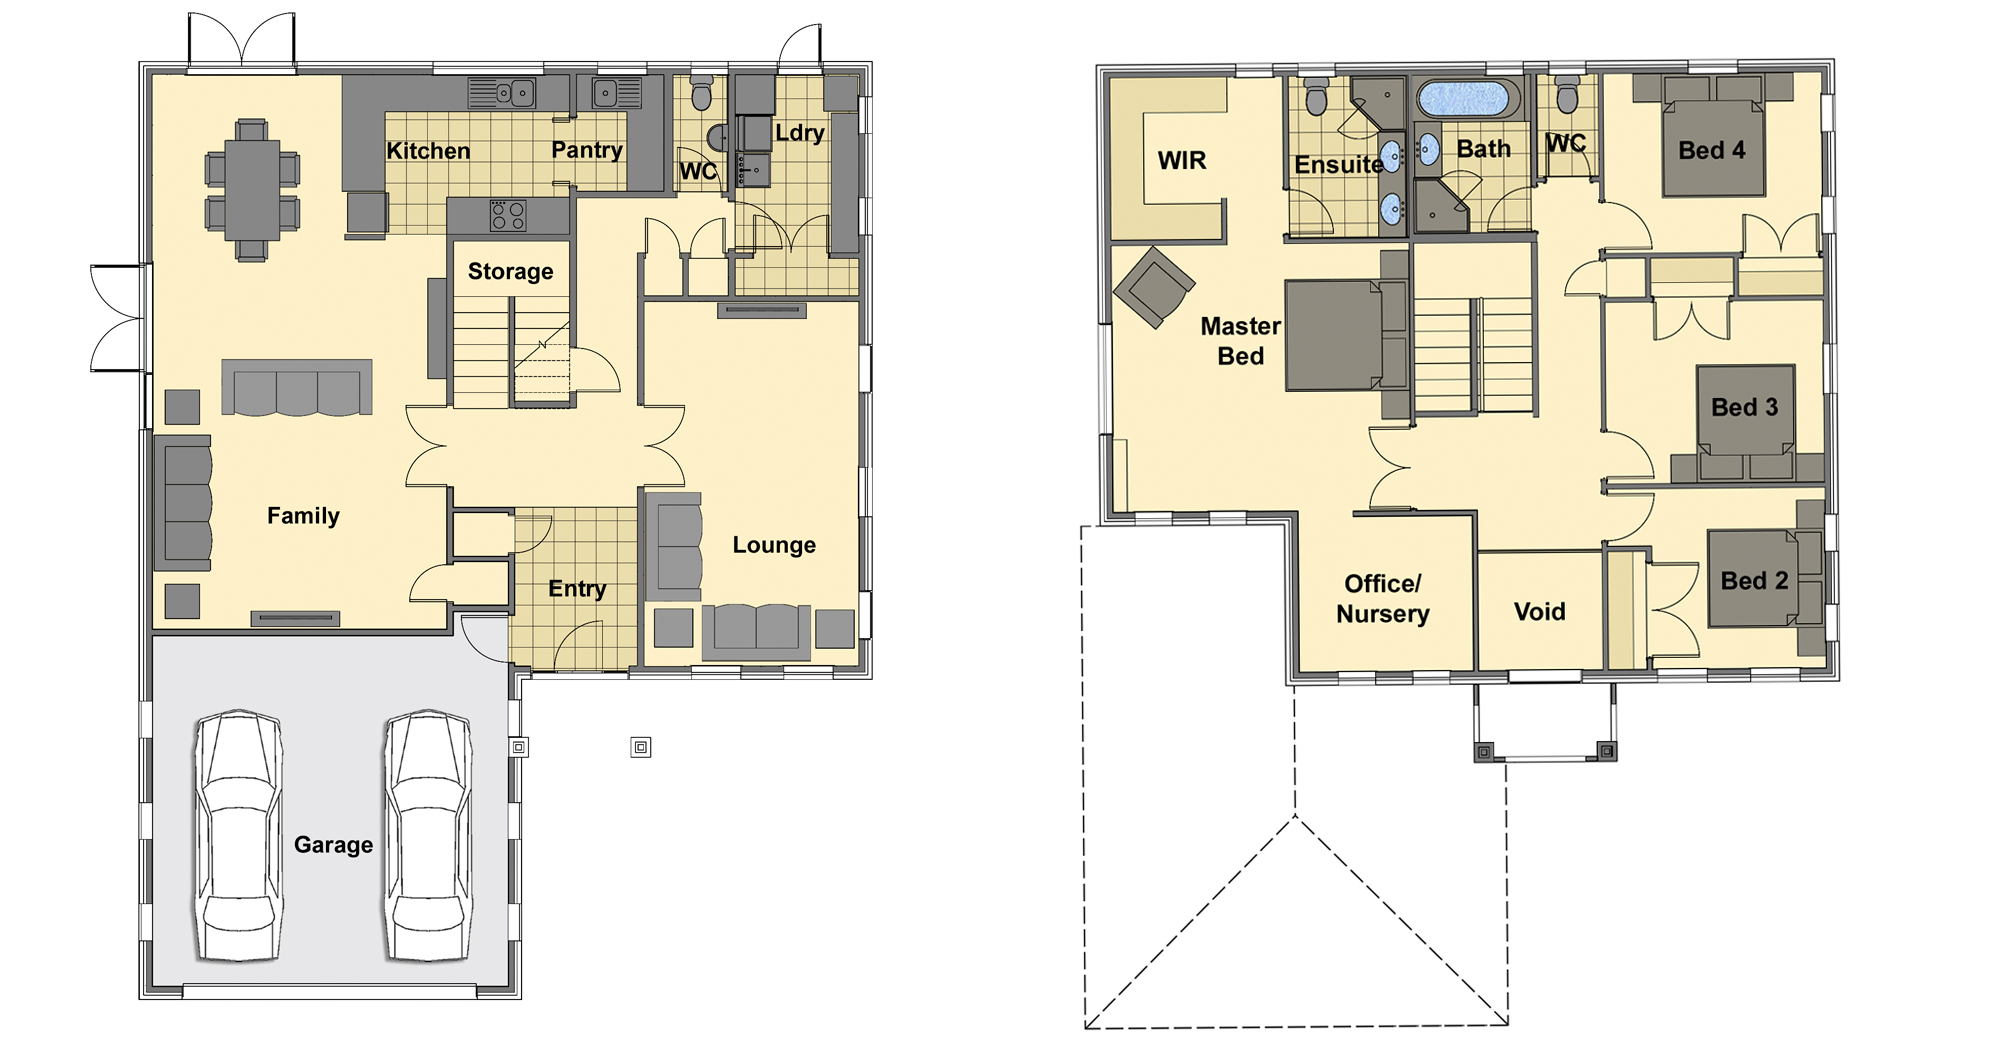 Kitchen
Pantry
WC
Ldry
Storage
Family
Lounge
Entry
Garage
WIR
Ensuite
Bath
WC
Bed 4
Master
Bed
Bed 3
Office/
Nursery
Void
Bed 2